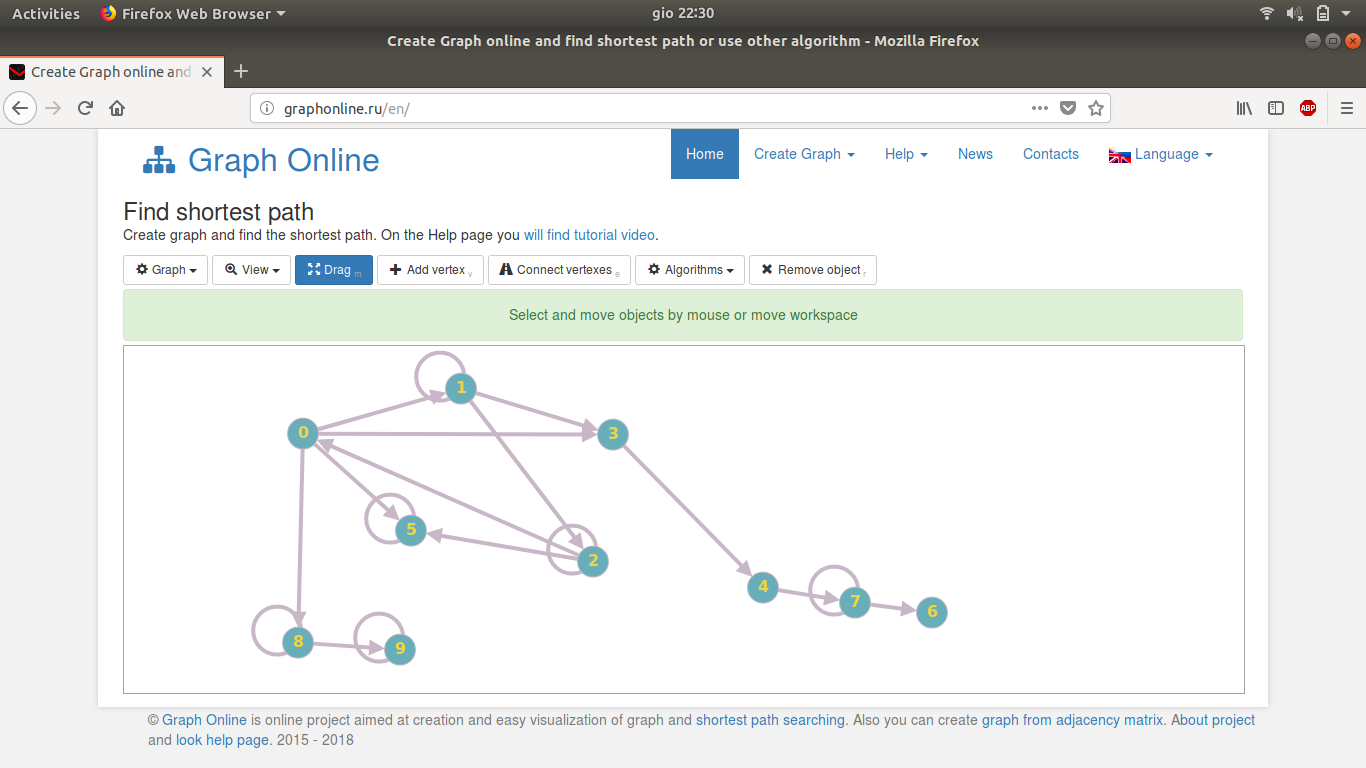 Activities Firefox Web Browser gio 22:30
Create Graph online and find shortest path or use other algorithm - Mozilla Firefox
Create Graph online and
graphonline.ru/en/ ABP
Graph Online Home Create Graph Help News Contacts Language
Find shortest path
Create graph and find the shortest path. On the Help page you will find tutorial video.
Graph View Drag m Add vertex v Connect vertexes e Algorithms Remove object r
Select and move objects by mouse or move workspace
1
0 3
5
2
4
7
6
8
9
© Graph Online is online project aimed at creation and easy visualization of graph and shortest path searching. Also you can create graph from adjacency matrix. About project
and look help page. 2015 - 2018